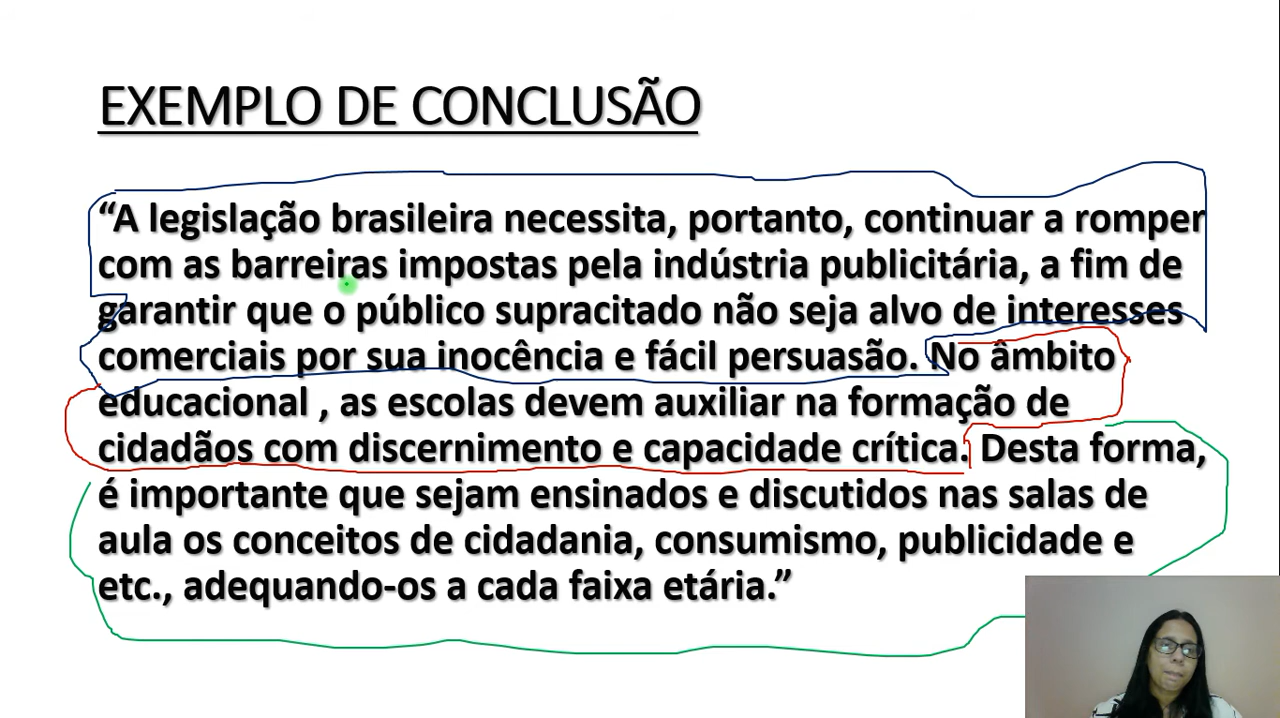 EXEMPLO DE CONCLUSÃO
“A legislação brasileira necessita, portanto, continuar a romper
com as barreiras impostas pela indústria publicitária, a fim de
garantir que o público supracitado não seja alvo de interesses
comerciais por sua inocência e fácil persuasão. No âmbito
educacional , as escolas devem auxiliar na formação de
cidadãos com discernimento e capacidade crítica. Desta forma,
é importante que sejam ensinados e discutidos nas salas de
aula os conceitos de cidadania, consumismo, publicidade e
etc., adequando-os a cada faixa etária.”